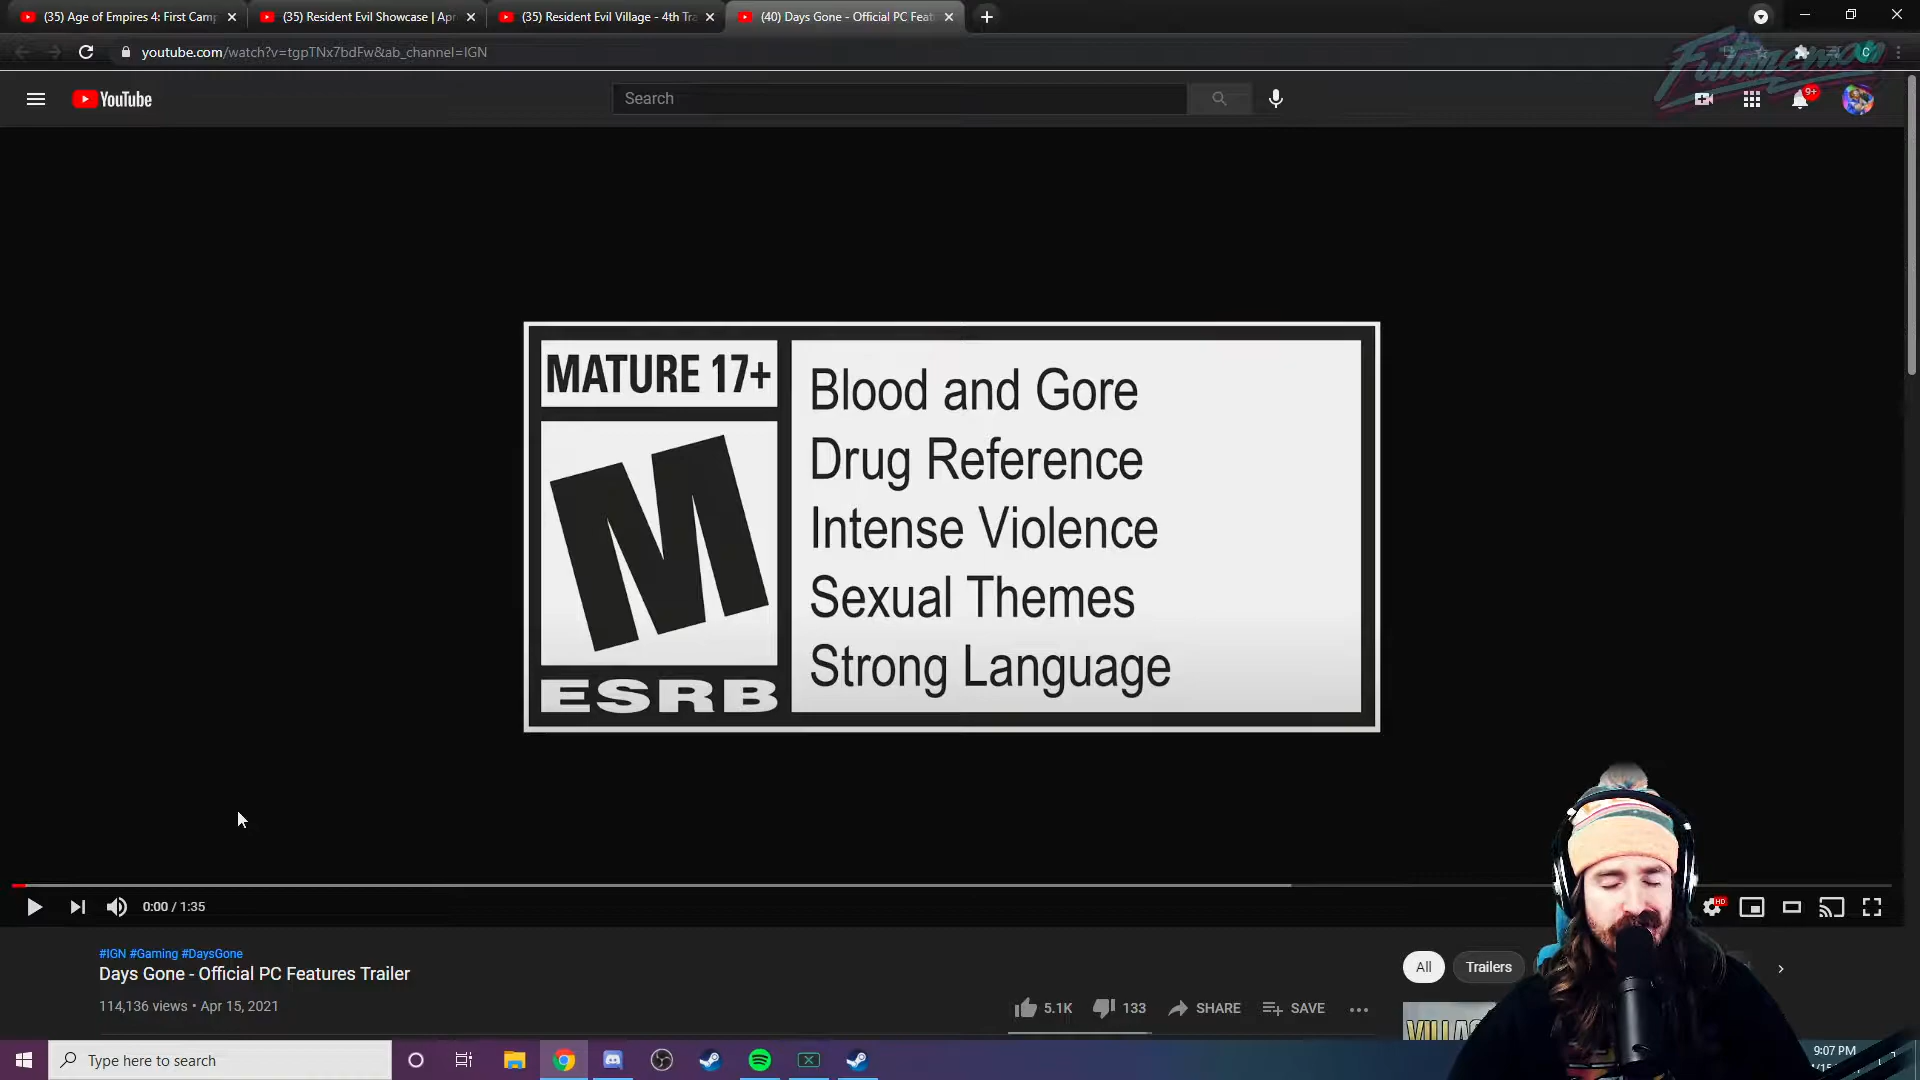 (35) Age of Empires 4: First Camp
(35) Resident Evil Showcase | Apr
(35) Resident Evil Village - 4th Tra
(40) Days Gone - Official PC Feat
youtube.com/watch?v=tgpTNx7bdFw&ab_channel=IGN
Futureman
C
YouTube
Search
9+
MATURE 17+
M
ESRB
Blood and Gore
Drug Reference
Intense Violence
Sexual Themes
Strong Language
0:00 / 1:35
HD
#IGN #Gaming #DaysGone
Days Gone - Official PC Features Trailer
114,136 views • Apr 15, 2021
5.1K
133
SHARE
SAVE
All
Trailers
Type here to search
9:07 PM